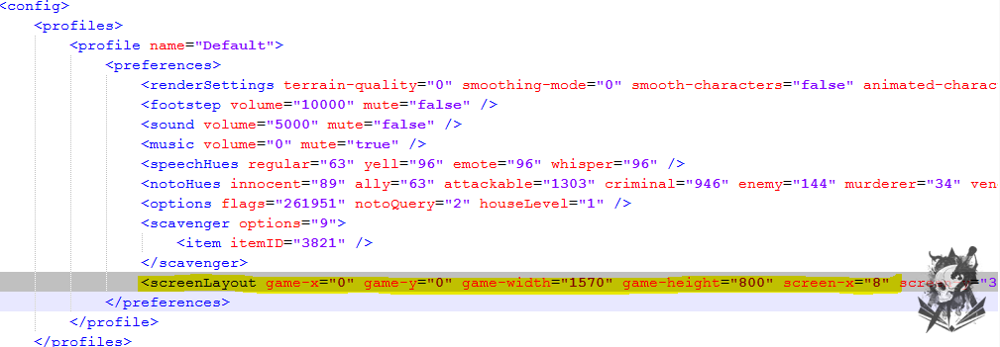 <config>
<profiles>
<profile name="Default">
<preferences>
<renderSettings terrain-quality="0" smoothing-mode="0" smooth-characters="false" animated-charac
<footstep volume="10000" mute="false" />
<sound volume="5000" mute="false" />
<music volume="0" mute="true" />
<speechHues regular="63" yell="96" emote="96" whisper="96" />
<notoHues innocent="89" ally="63" attackable="1303" criminal="946" enemy="144" murderer="34" ven
<options flags="261951" notoQuery="2" houseLevel="1" />
<scavenger options="9">
<item itemID="3821" />
</scavenger>
<screenLayout game-x="0" game-y="0" game-width="1570" game-height="800" screen-x="8"
</preferences>
</profile>
</profiles>